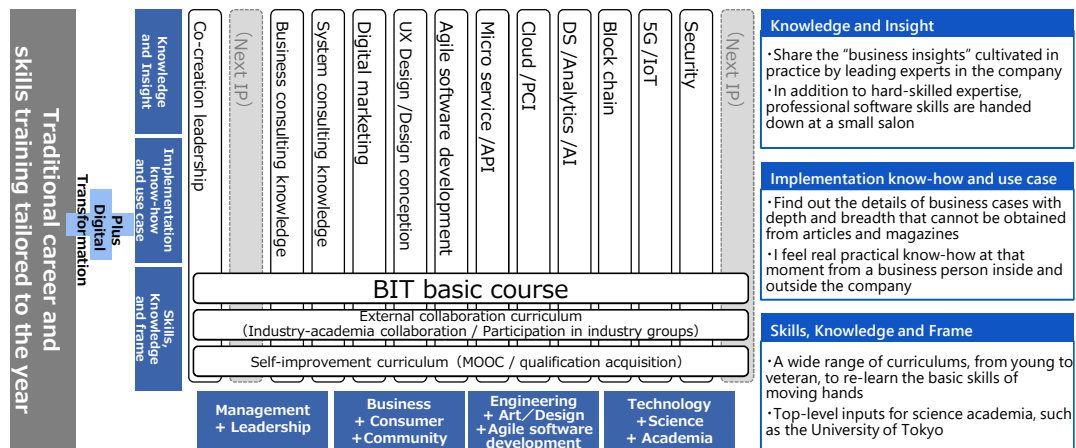 Traditional career and
skills training tailored to the year
Plus
Digital
Transformation
Knowledge
and Insight
Implementation
know-how
and use case
Skills,
Knowledge
and frame
Co-creation leadership
(Next IP)
Business consulting knowledge
System consulting knowledge
Digital marketing
UX Design /Design conception
Agile software development
Micro service /API
Cloud /PCI
DS /Analytics /AI
Block chain
5G /IoT
Security
(Next IP)
BIT basic course
External collaboration curriculum
(Industry-academia collaboration / Participation in industry groups)
Self-improvement curriculum (MOOC / qualification acquisition)
Management
+ Leadership
Business
+ Consumer
+Community
Engineering
+ Art／Design
+Agile software
development
Technology
+Science
+ Academia
Knowledge and Insight
・Share the “business insights” cultivated in
practice by leading experts in the company
・In addition to hard-skilled expertise,
professional software skills are handed
down at a small salon
Implementation know-how and use case
・Find out the details of business cases with
depth and breadth that cannot be obtained
from articles and magazines
・I feel real practical know-how at that
moment from a business person inside and
outside the company
Skills, Knowledge and Frame
・A wide range of curriculums, from young to
veteran, to re-learn the basic skills of
moving hands
・Top-level inputs for science academia, such
as the University of Tokyo